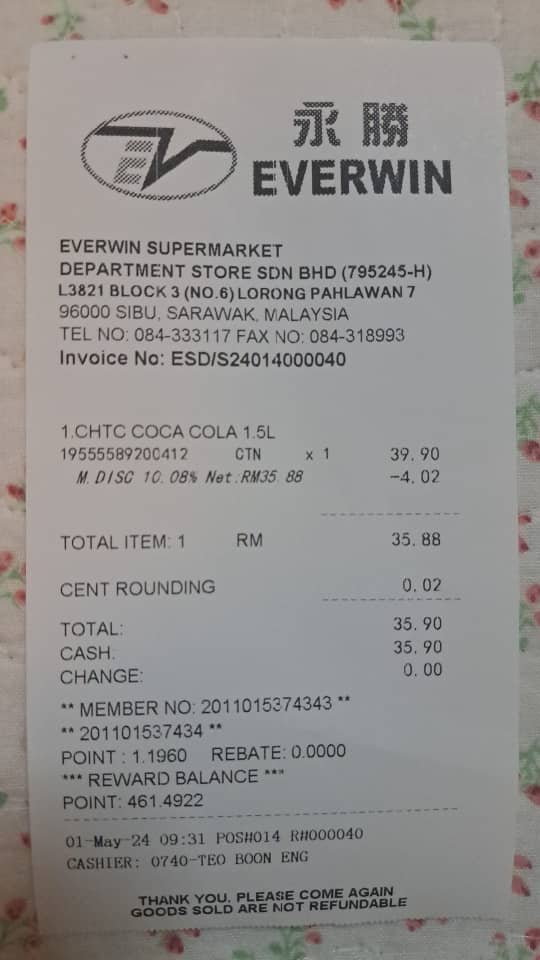 永勝
EV EVERWIN
EVERWIN SUPERMARKET
DEPARTMENT STORE SDN BHD (795245-H)
L3821 BLOCK 3 (NO.6) LORONG PAHLAWAN 7
96000 SIBU, SARAWAK, MALAYSIA
TEL NO: 084-333117 FAX NO: 084-318993
Invoice No: ESD/S24014000040
1.CHTC COCA COLA 1.5L
19555589200412 CTN x 1 39.90
M.DISC 10.08% Net:RM35.88 -4.02
TOTAL ITEM: 1 RM 35.88
CENT ROUNDING 0.02
TOTAL: 35.90
CASH: 35.90
CHANGE: 0.00
** MEMBER NO: 2011015374343 **
** 201101537434 **
POINT : 1.1960 REBATE: 0.0000
*** REWARD BALANCE ***
POINT: 461.4922
01-May-24 09:31 POS#014 R#000040
CASHIER: 0740-TEO BOON ENG
THANK YOU. PLEASE COME AGAIN
GOODS SOLD ARE NOT REFUNDABLE